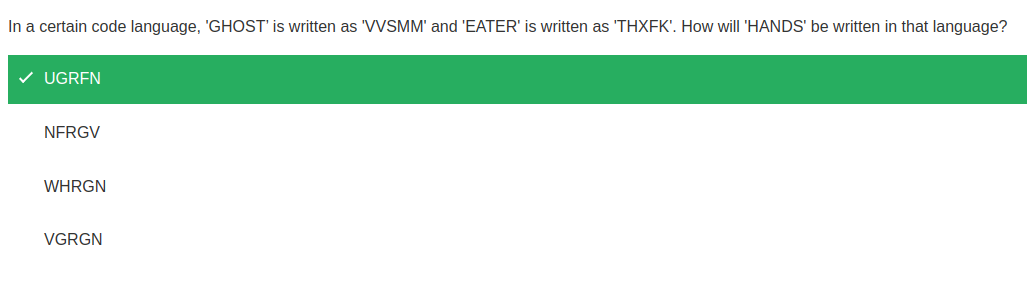 In a certain code language, 'GHOST' is written as 'VVSMM' and 'EATER' is written as 'THXFK'. How will 'HANDS' be written in that language?
UGRFN
NFRGV
WHRGN
VGRGN